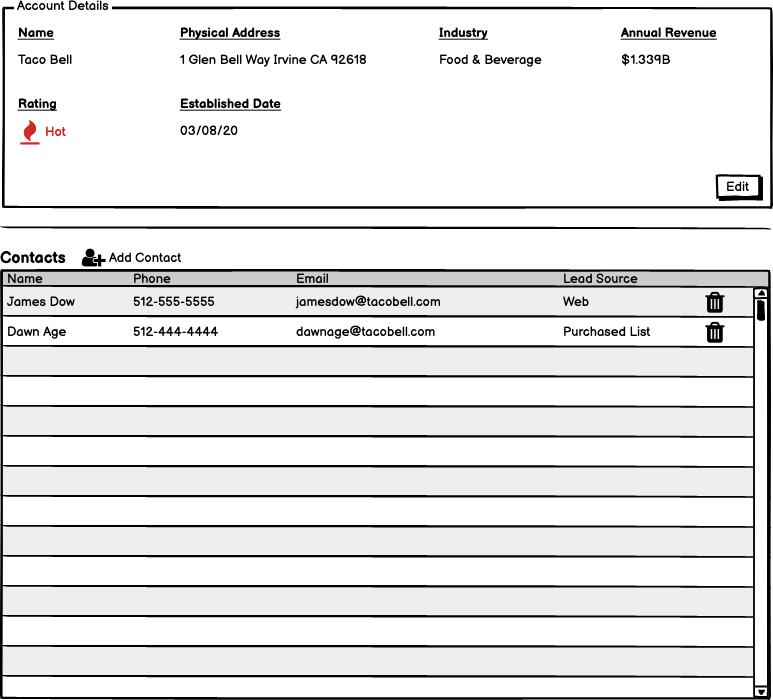 Account Details
Name Physical Address Industry Annual Revenue
Taco Bell 1 Glen Bell Way Irvine CA 92618 Food & Beverage $1.339B
Rating Established Date
Hot 03/08/20
Edit
Contacts Add Contact
Name Phone Email Lead Source
James Dow 512-555-5555 jamesdow@tacobell.com Web
Dawn Age 512-444-4444 dawnage@tacobell.com Purchased List